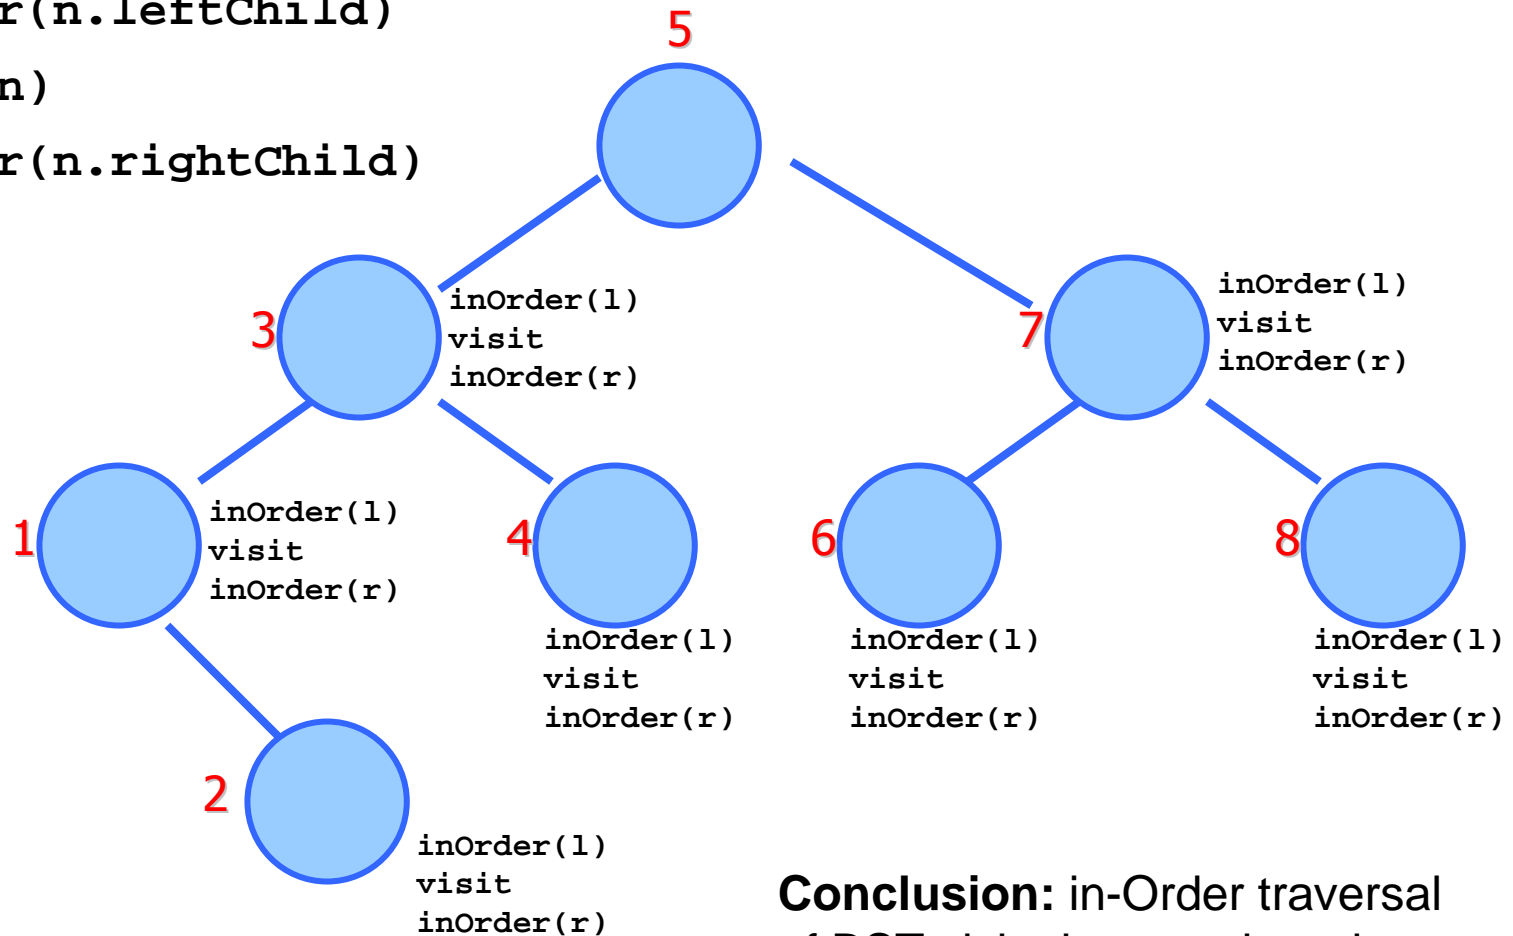 r(n.leftChild)
n)
r(n.rightChild)
5
3
inOrder(l)
visit
inOrder(r)
7
inOrder(l)
visit
inOrder(r)
1
inOrder(l)
visit
inOrder(r)
4
inOrder(l)
visit
inOrder(r)
6
inOrder(l)
visit
inOrder(r)
8
inOrder(l)
visit
inOrder(r)
2
inOrder(l)
visit
inOrder(r)
Conclusion: in-Order traversal